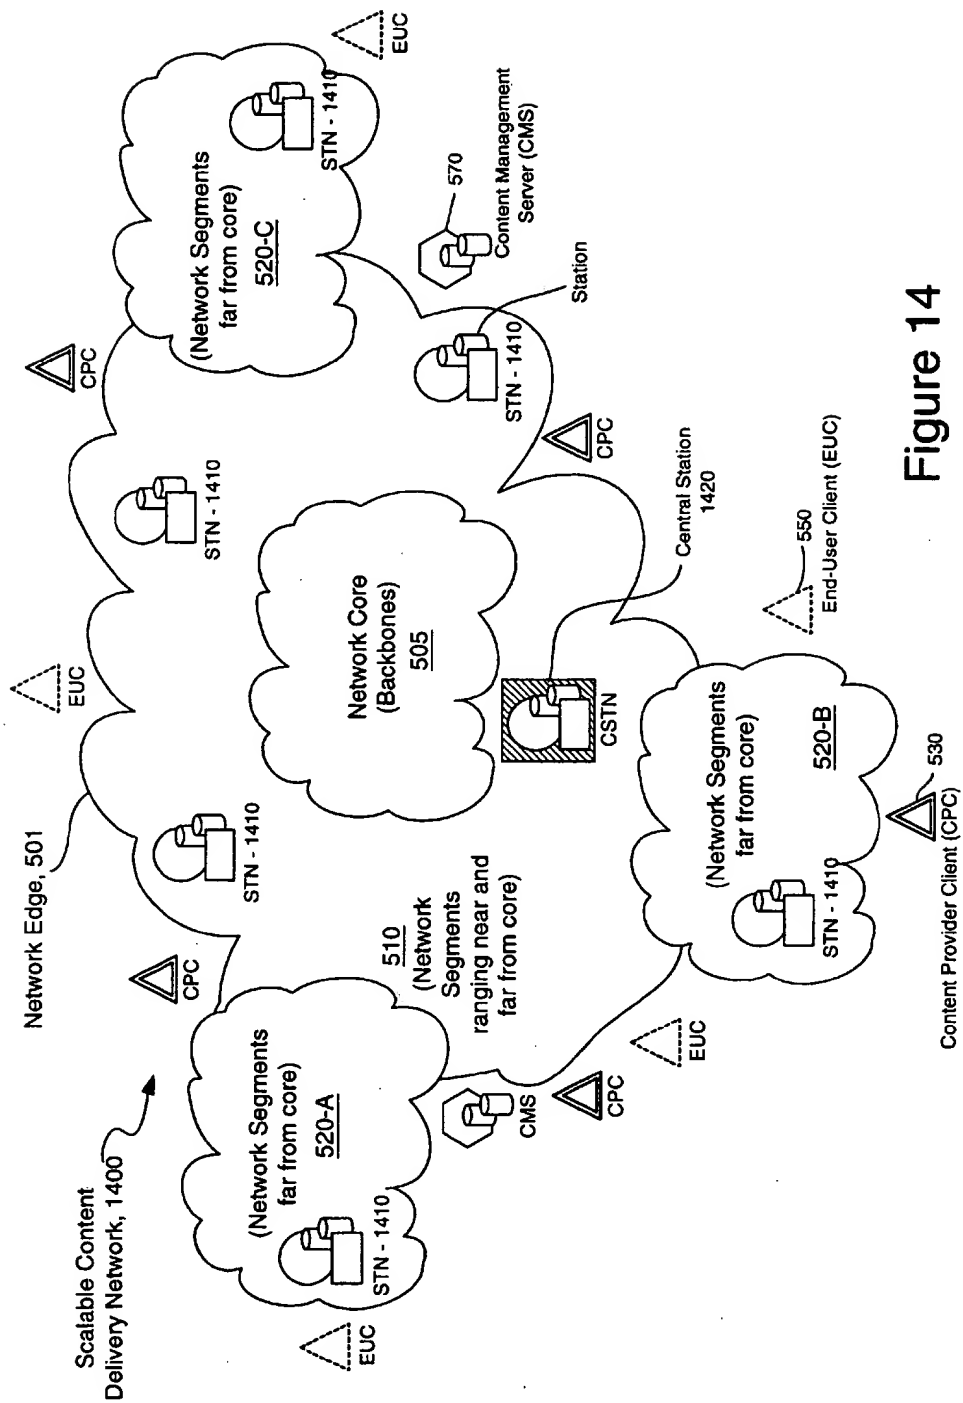 Scalable Content
Delivery Network, 1400
Network Edge, 501
EUC
CPC
EUC
CPC
EUC
(Network Segments
far from core)
520-A
STN - 1410
STN - 1410
STN - 1410
(Network Segments
far from core)
520-C
STN - 1410
510
(Network
Segments
ranging near and
far from core)
Network Core
(Backbones)
505
CMS
CPC
EUC
CSTN
STN - 1410
570
Content Management
Server (CMS)
Station
CPC
Central Station
1420
(Network Segments
far from core)
520-B
STN - 1410
550
End-User Client (EUC)
530
Content Provider Client (CPC)
Figure 14